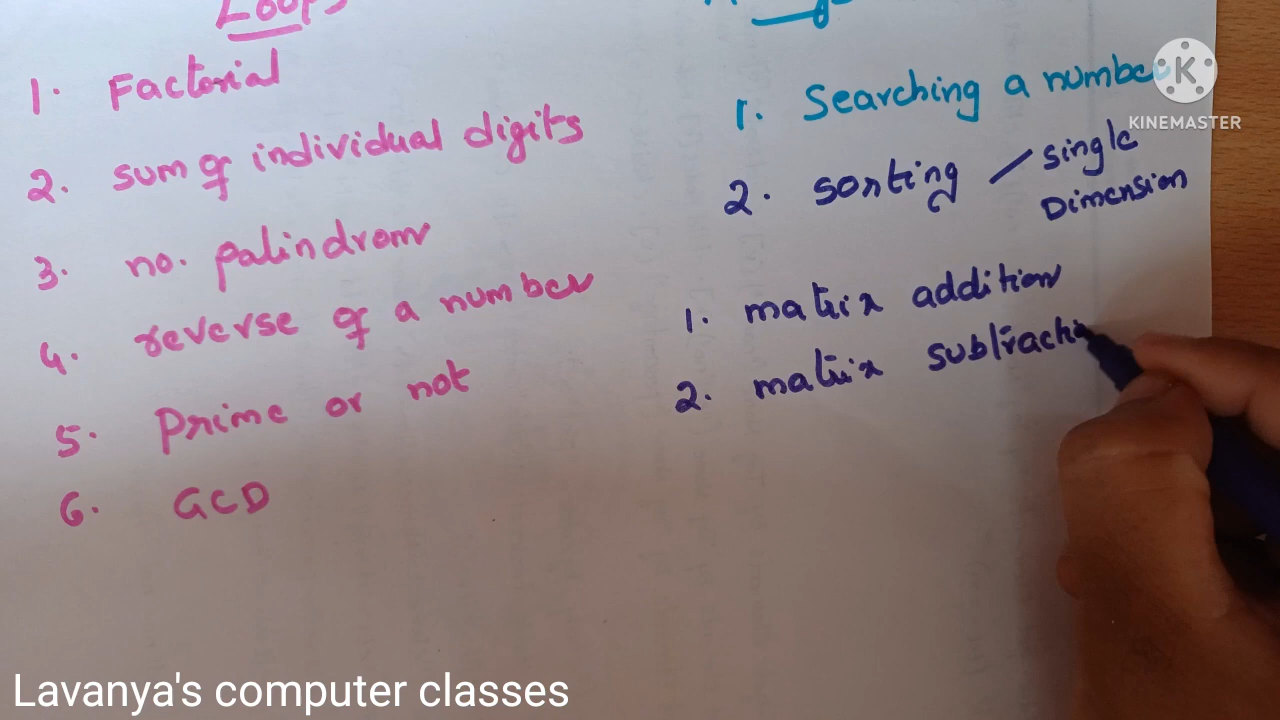 Loops
1. Factorial
2. sum of individual digits
3. no. palindrom
4. reverse of a number
5. Prime or not
6. GCD
1. Searching a number
2. sorting - single
Dimension
1. matrix addition
2. matrix subtracti
KINEMASTER
Lavanya's computer classes